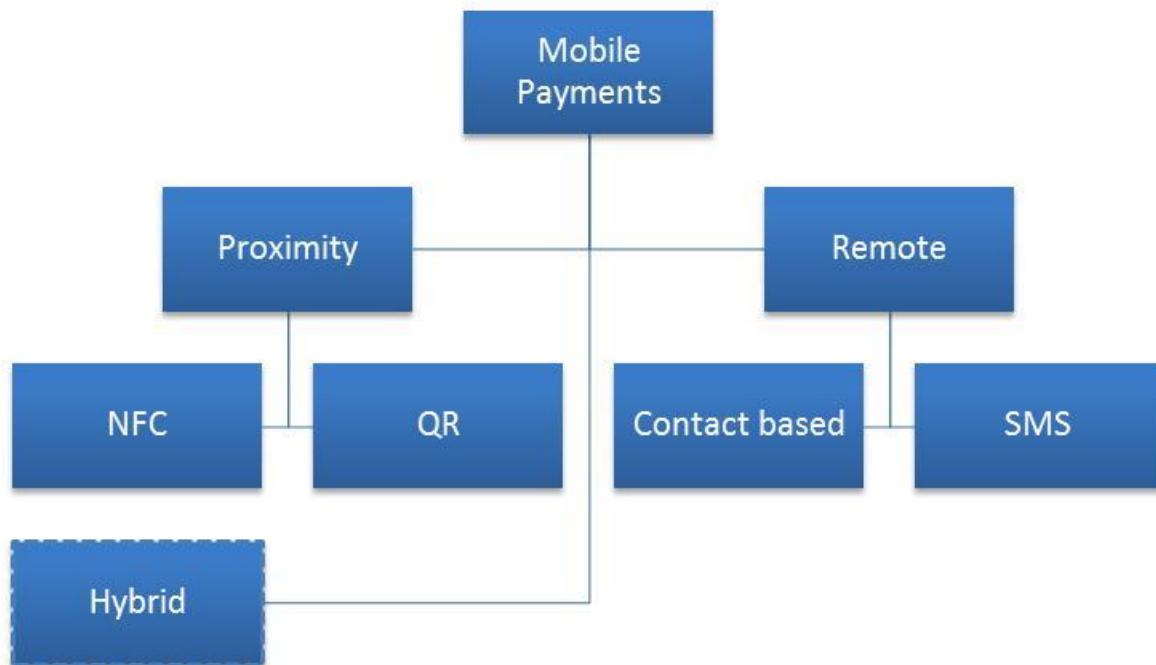 Mobile
Payments
Proximity
Remote
NFC
QR
Contact based
SMS
Hybrid